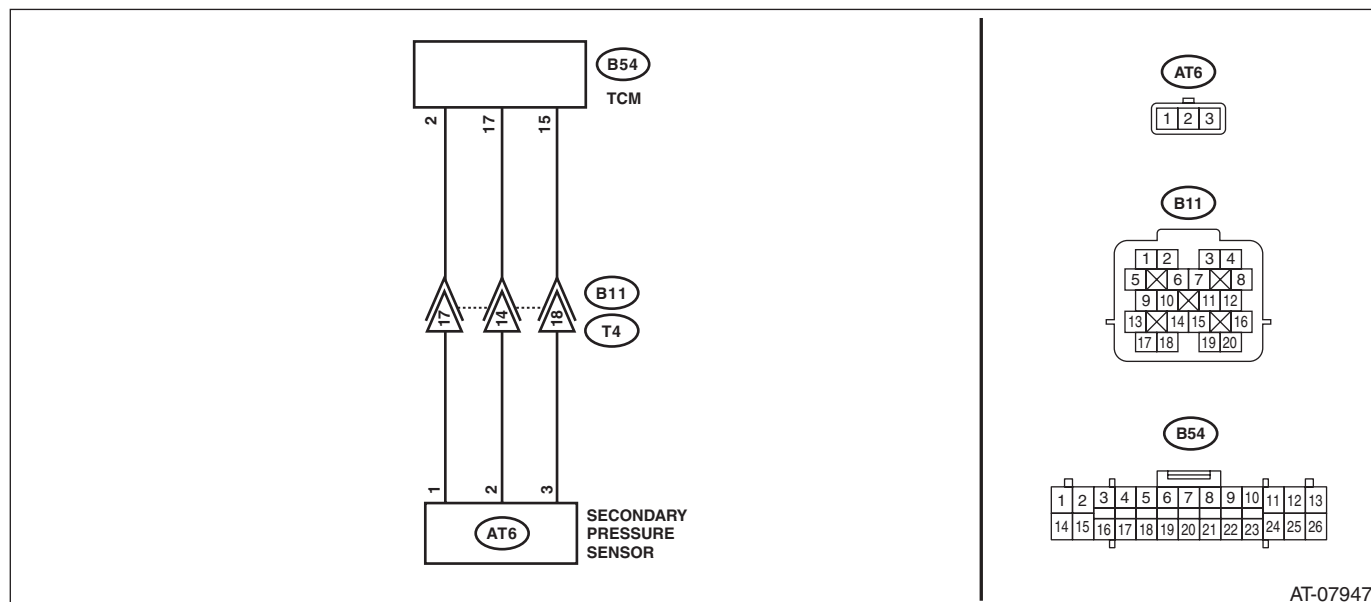 B54
TCM
2 17 15
17 14 18
B11
T4
1 2 3
AT6
SECONDARY
PRESSURE
SENSOR
AT6
1 2 3
B11
1 2 3 4
5 6 7 8
9 10 11 12
13 14 15 16
17 18 19 20
B54
1 2 3 4 5 6 7 8 9 10 11 12 13
14 15 16 17 18 19 20 21 22 23 24 25 26
AT-07947